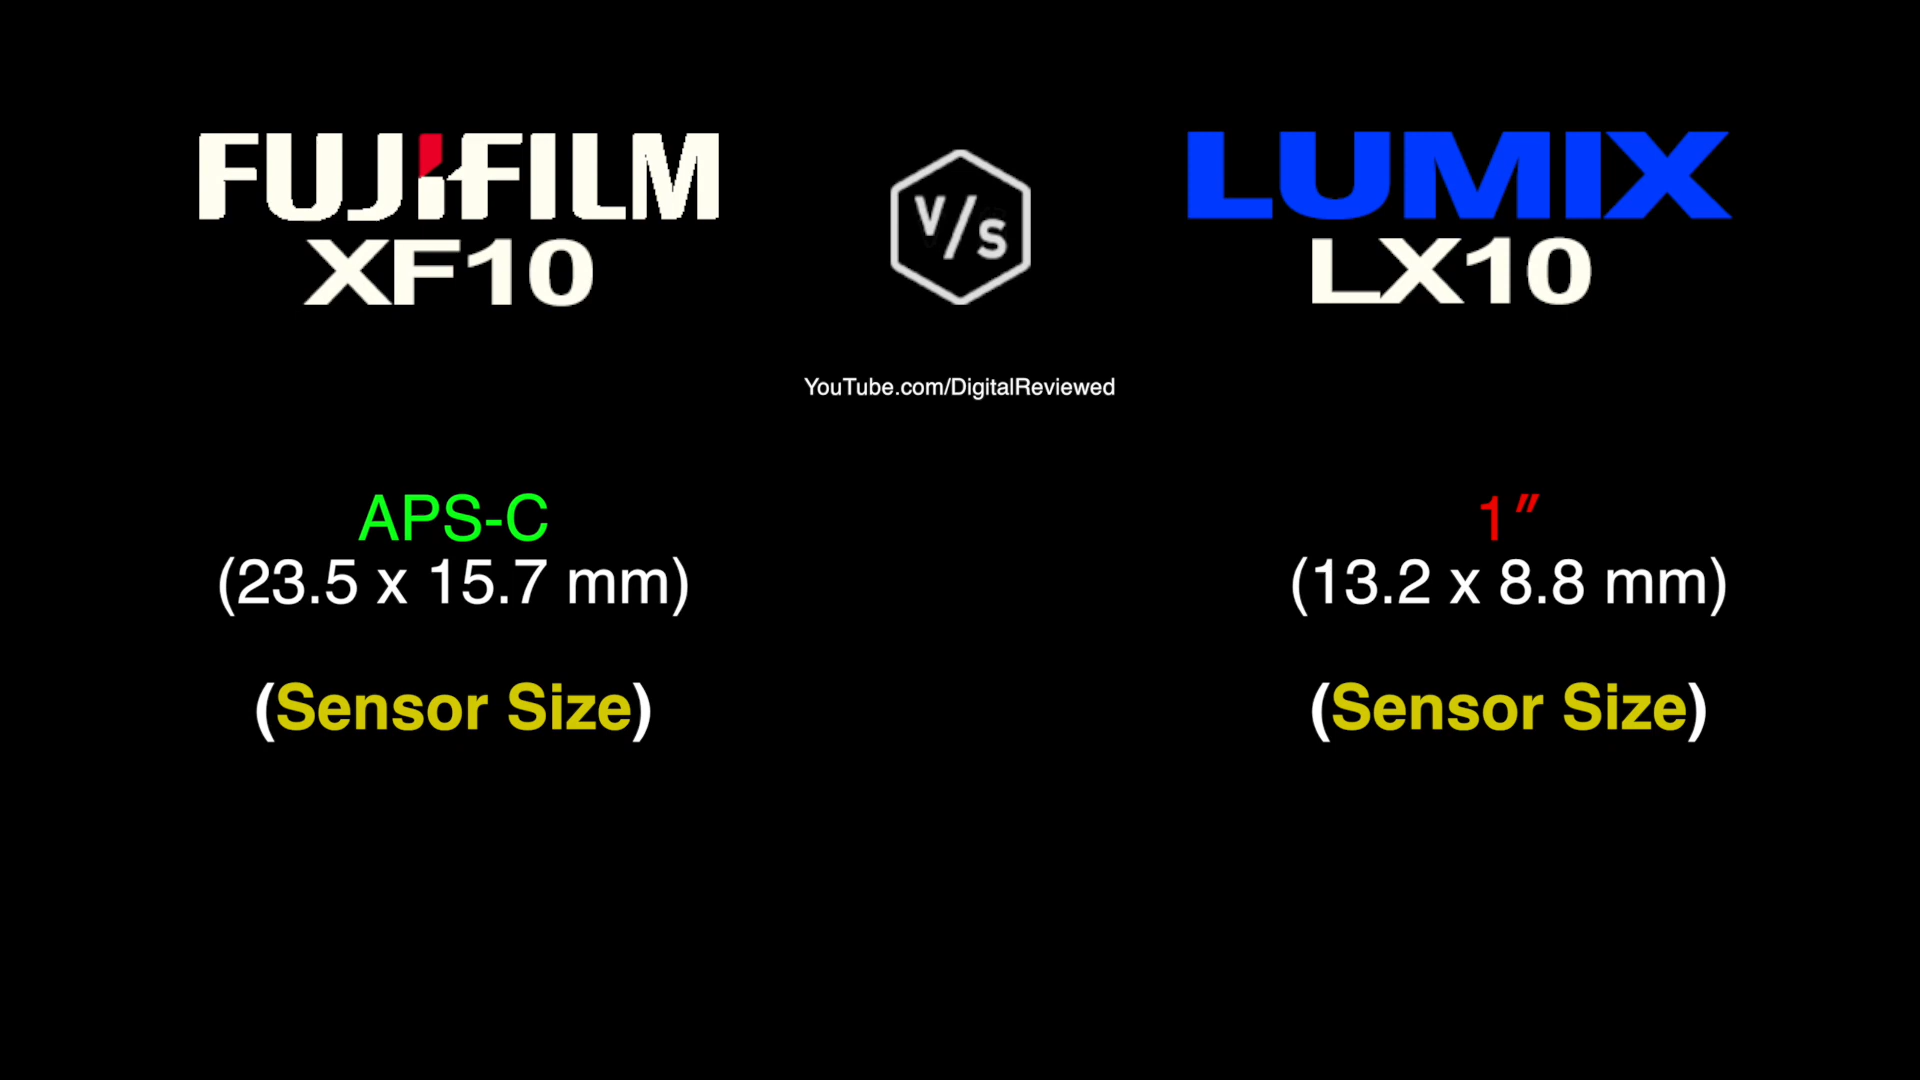 FUJIFILM
XF10
V/S
LUMIX
LX10
YouTube.com/DigitalReviewed
APS-C
(23.5 x 15.7 mm)
(Sensor Size)
1″
(13.2 x 8.8 mm)
(Sensor Size)